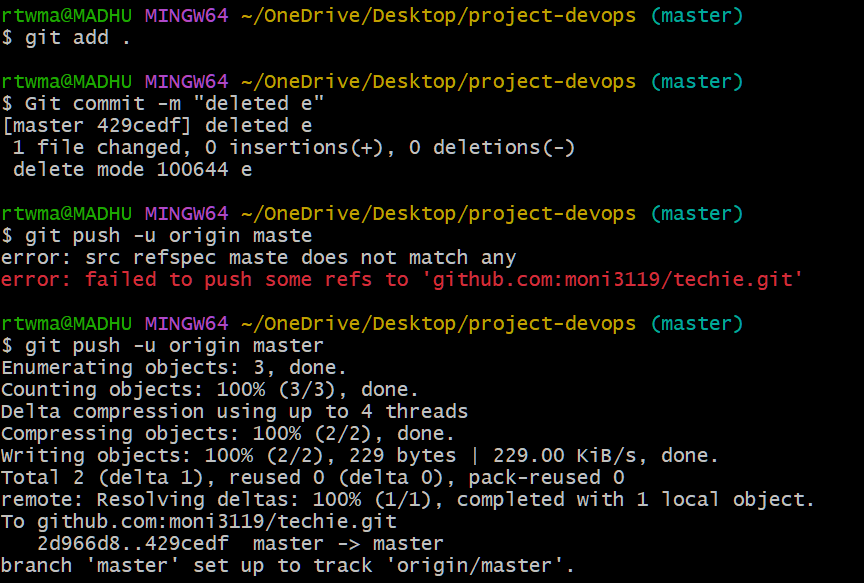 rtwma@MADHU MINGW64 ~/OneDrive/Desktop/project-devops (master)
$ git add .
rtwma@MADHU MINGW64 ~/OneDrive/Desktop/project-devops (master)
$ Git commit -m "deleted e"
[master 429cedf] deleted e
 1 file changed, 0 insertions(+), 0 deletions(-)
 delete mode 100644 e
rtwma@MADHU MINGW64 ~/OneDrive/Desktop/project-devops (master)
$ git push -u origin maste
error: src refspec maste does not match any
error: failed to push some refs to 'github.com:moni3119/techie.git'
rtwma@MADHU MINGW64 ~/OneDrive/Desktop/project-devops (master)
$ git push -u origin master
Enumerating objects: 3, done.
Counting objects: 100% (3/3), done.
Delta compression using up to 4 threads
Compressing objects: 100% (2/2), done.
Writing objects: 100% (2/2), 229 bytes | 229.00 KiB/s, done.
Total 2 (delta 1), reused 0 (delta 0), pack-reused 0
remote: Resolving deltas: 100% (1/1), completed with 1 local object.
To github.com:moni3119/techie.git
   2d966d8..429cedf  master -> master
branch 'master' set up to track 'origin/master'.